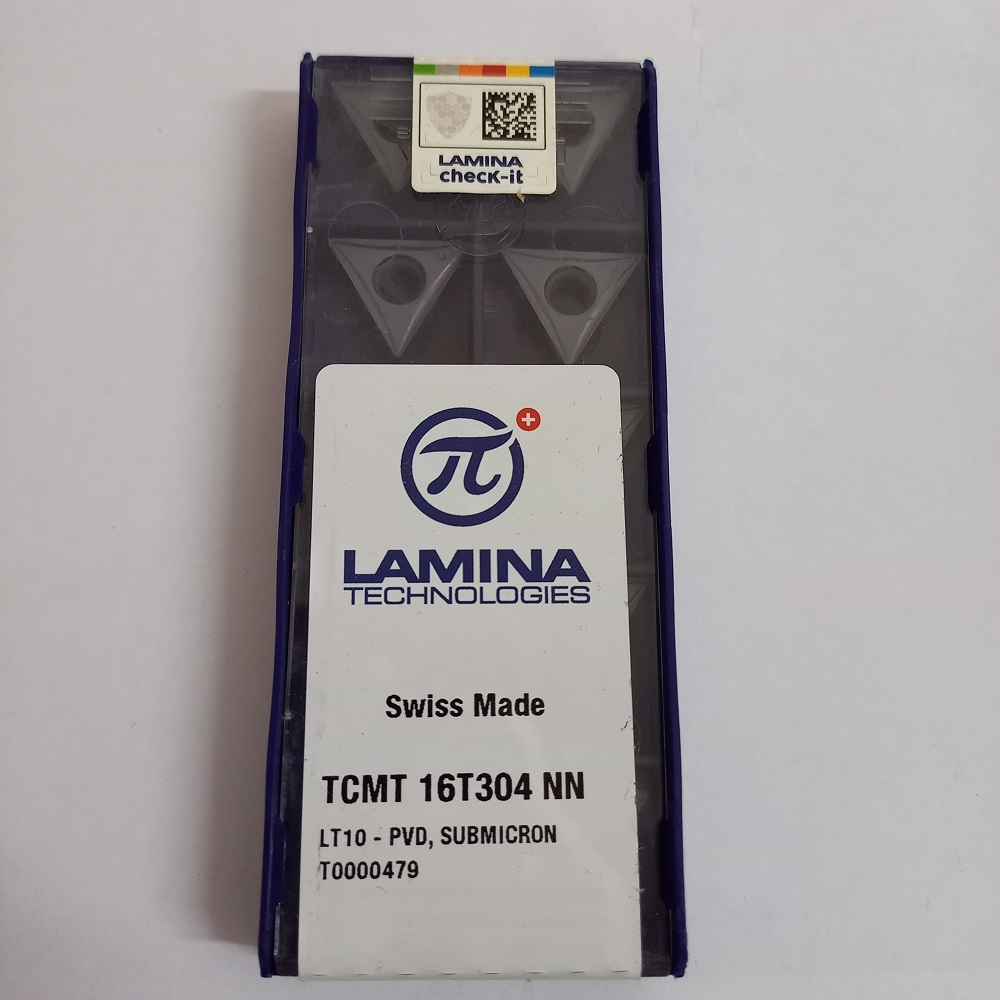 LAMINA
checK-it
π
LAMINA
TECHNOLOGIES
Swiss Made
TCMT 16T304 NN
LT10 - PVD, SUBMICRON
T0000479